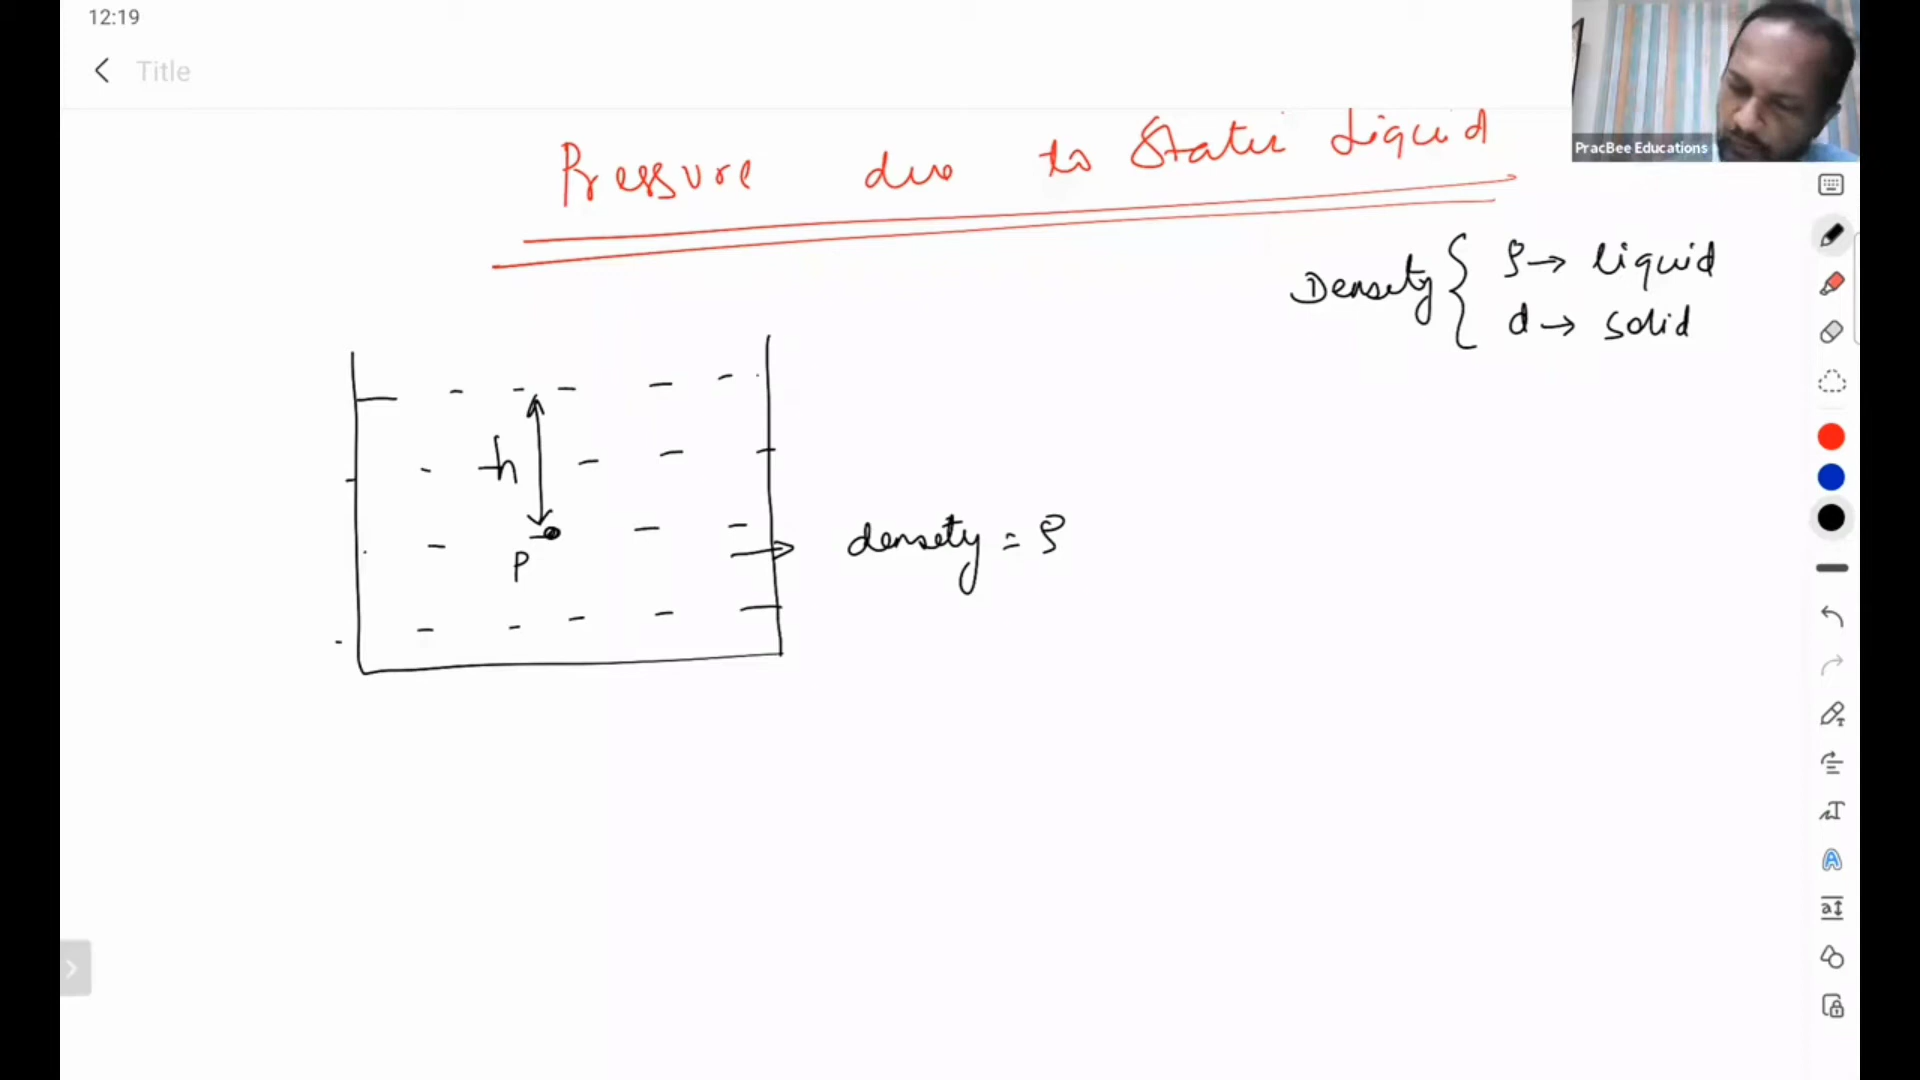 12:19
Title
PracBee Educations
Pressure due to Static Liquid
Density { ρ → liquid
d → solid
h
P
density = ρ